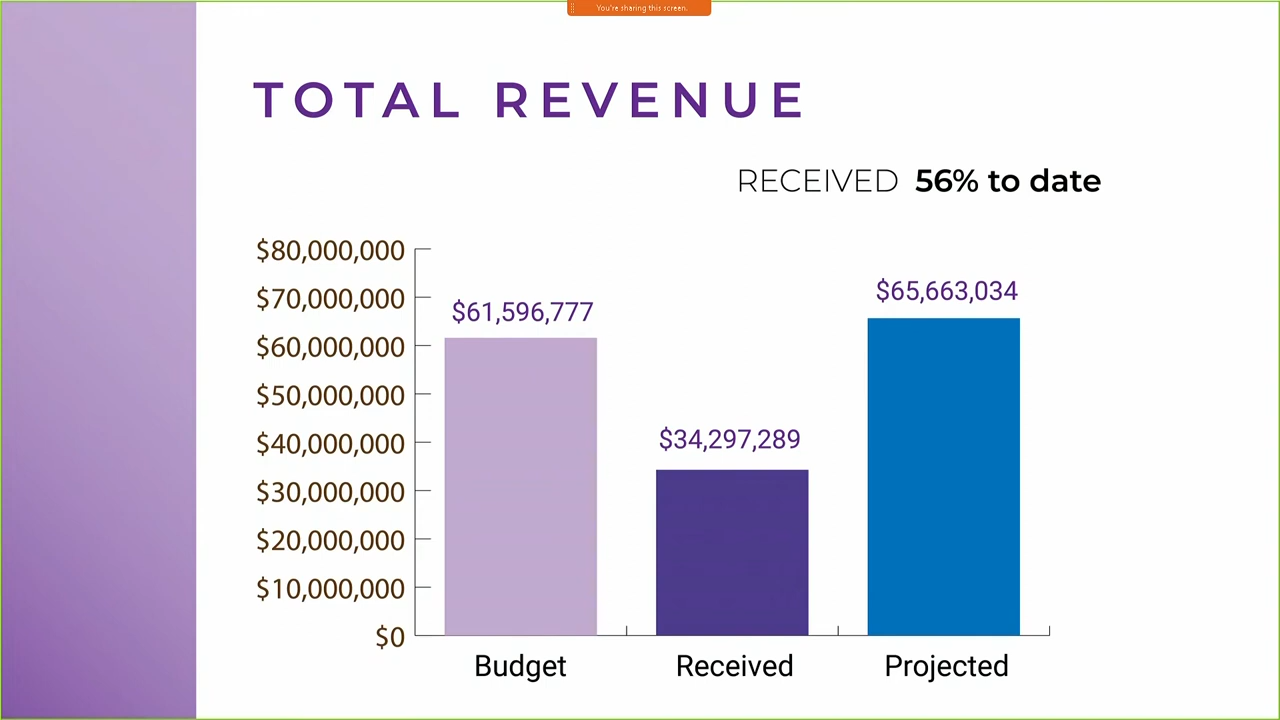 You're sharing this screen.
TOTAL REVENUE
RECEIVED 56% to date
$80,000,000
$70,000,000
$60,000,000
$50,000,000
$40,000,000
$30,000,000
$20,000,000
$10,000,000
$0
$61,596,777
$34,297,289
$65,663,034
Budget
Received
Projected